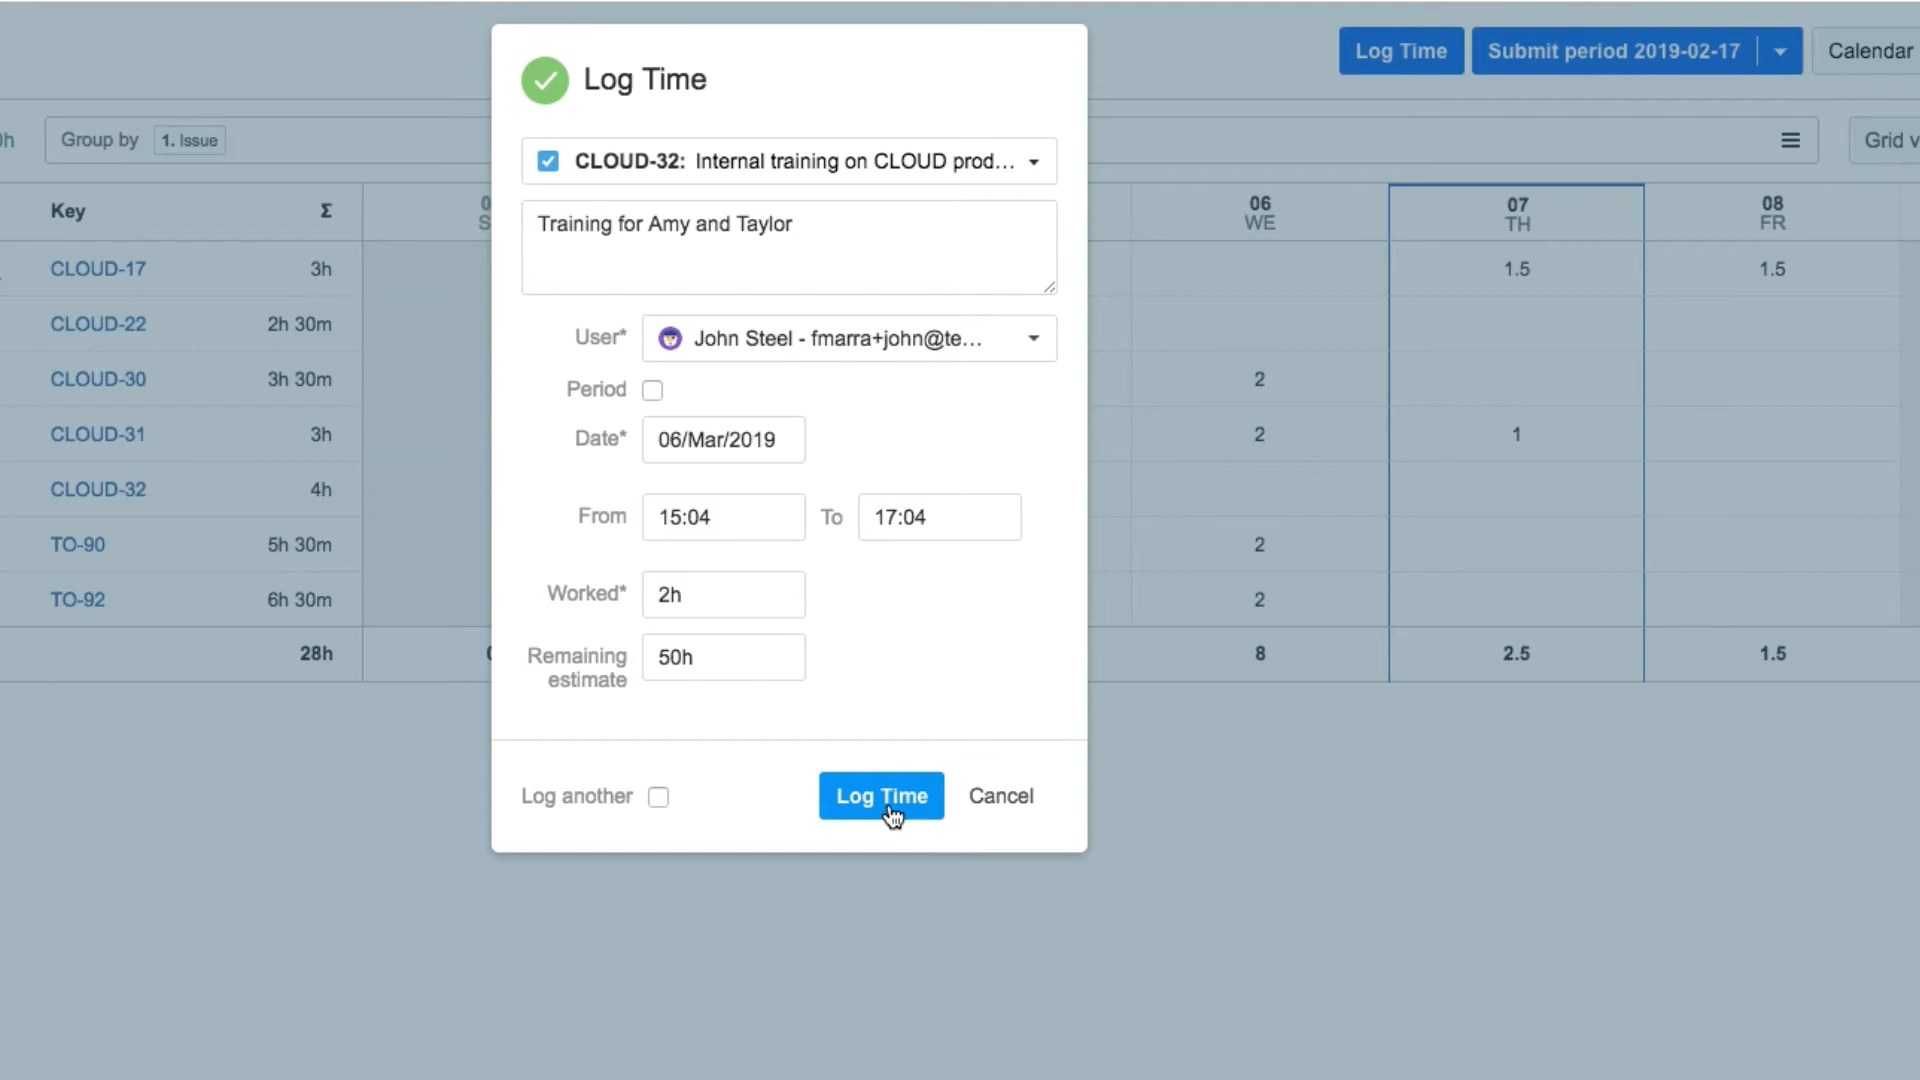 Log Time
Submit period 2019-02-17
Calendar
Group by 1. Issue
Grid
Key Σ
06 07 08
WE TH FR
CLOUD-17 3h 1.5 1.5
CLOUD-22 2h 30m
CLOUD-30 3h 30m 2
CLOUD-31 3h 2 1
CLOUD-32 4h
TO-90 5h 30m 2
TO-92 6h 30m 2
28h 8 2.5 1.5
Log Time
CLOUD-32: Internal training on CLOUD prod...
Training for Amy and Taylor
User* John Steel - fmarra+john@te...
Period
Date* 06/Mar/2019
From 15:04 To 17:04
Worked* 2h
Remaining
estimate 50h
Log another Log Time Cancel